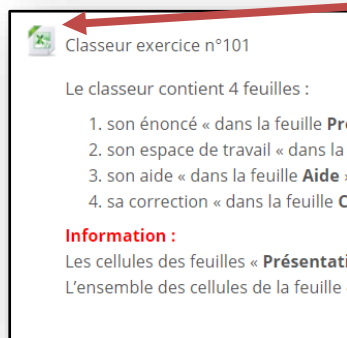 Classeur exercice n°101
Le classeur contient 4 feuilles :
1. son énoncé « dans la feuille
2. son espace de travail « dans la
3. son aide « dans la feuille Aide »
4. sa correction « dans la feuille
Information :
Les cellules des feuilles «
L'ensemble des cellules de la feuille